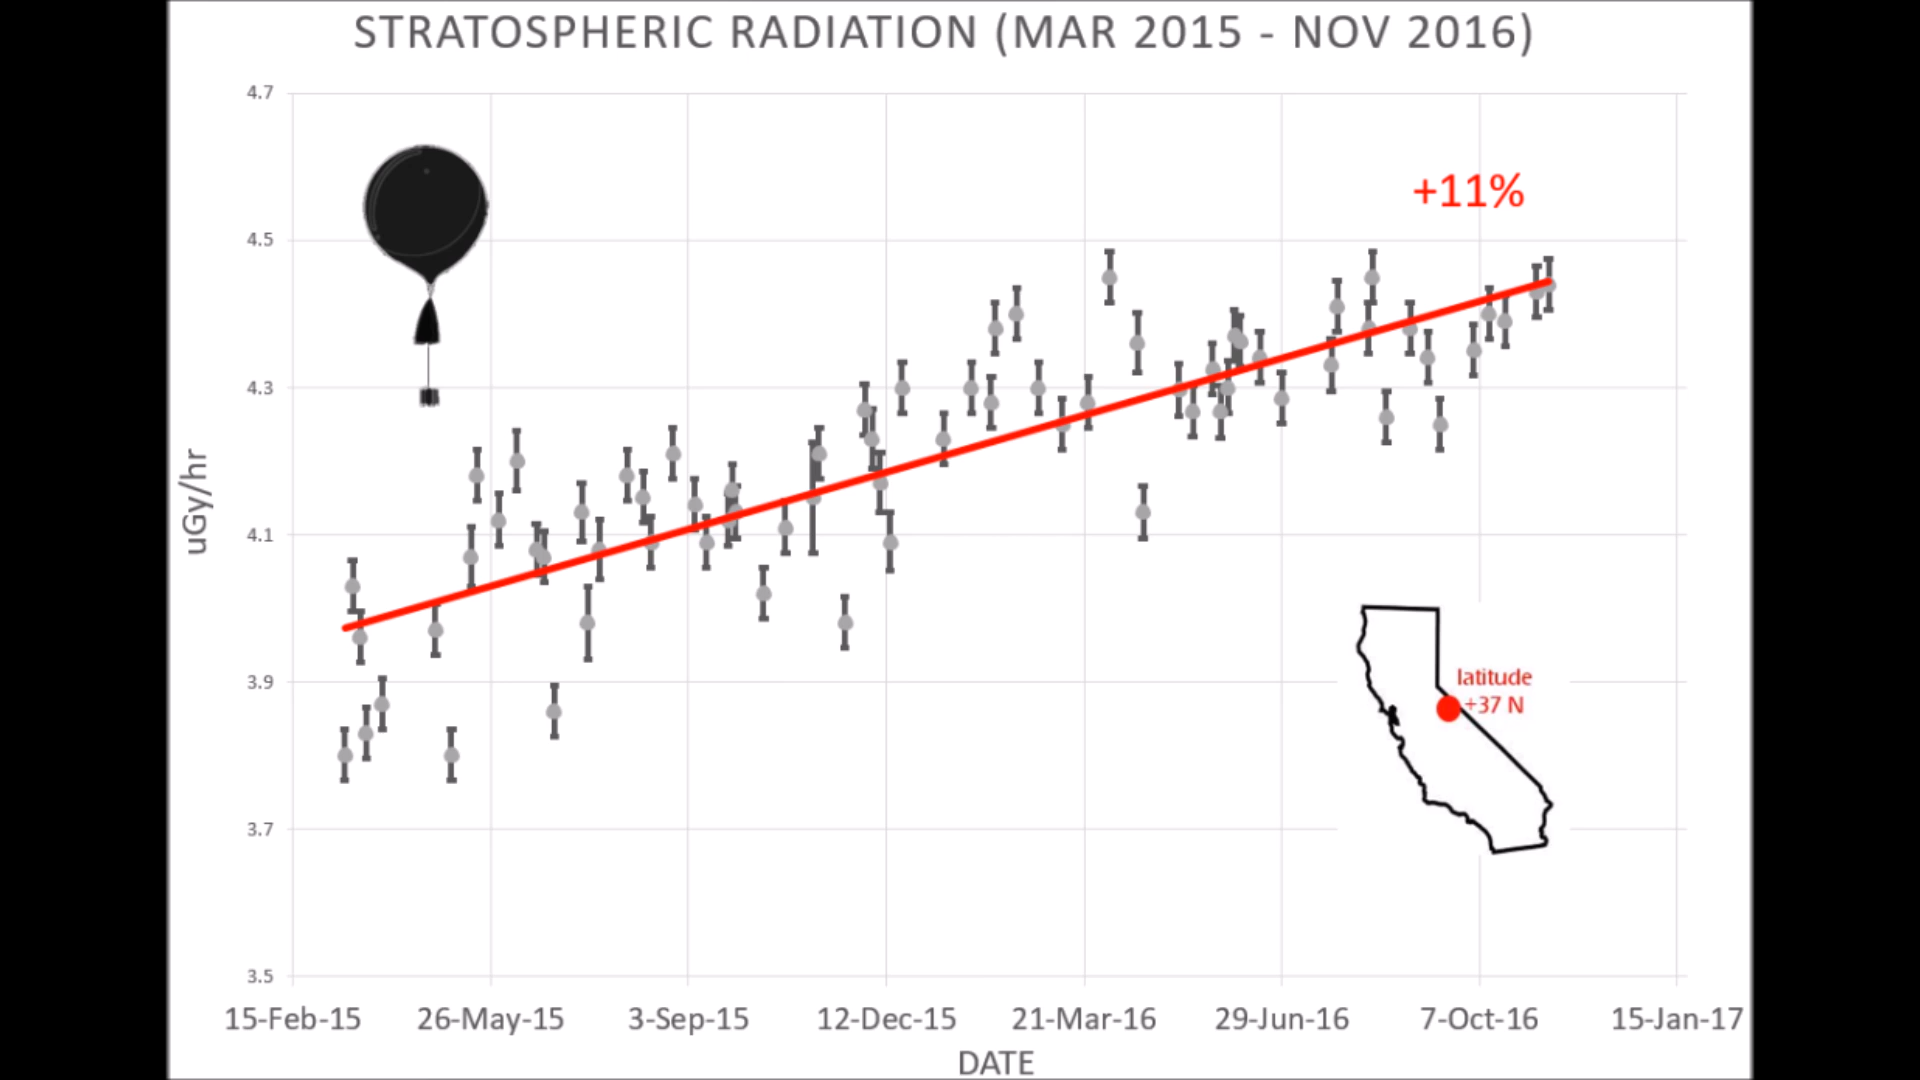 STRATOSPHERIC RADIATION (MAR 2015 - NOV 2016)
4.7
+11%
4.5
4.3
uGy/hr
4.1
3.9
latitude
+37 N
3.7
3.5
15-Feb-15 26-May-15 3-Sep-15 12-Dec-15 21-Mar-16 29-Jun-16 7-Oct-16 15-Jan-17
DATE